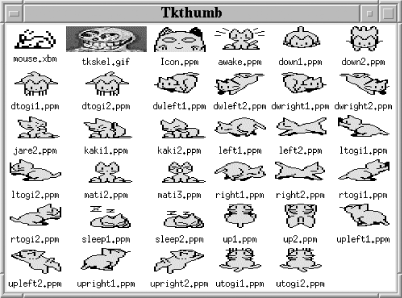 Tkthumb
mouse.xbm tkskel.gif Icon.ppm awake.ppm down1.ppm down2.ppm
dtogi1.ppm dtogi2.ppm dwleft1.ppm dwleft2.ppm dwright1.ppm dwright2.ppm
jare2.ppm kaki1.ppm kaki2.ppm left1.ppm left2.ppm ltogi1.ppm
ltogi2.ppm mati2.ppm mati3.ppm right1.ppm right2.ppm rtogi1.ppm
rtogi2.ppm sleep1.ppm sleep2.ppm up1.ppm up2.ppm upleft1.ppm
upleft2.ppm upright1.ppm upright2.ppm utogi1.ppm utogi2.ppm